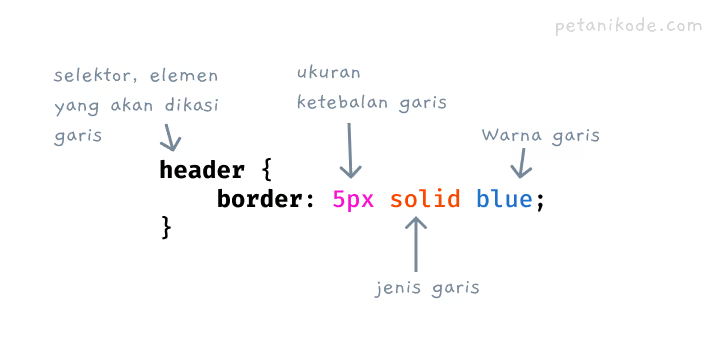 petanikode.com
selektor, elemen
yang akan dikasi
garis
ukuran
ketebalan garis
Warna garis
header {
border: 5px solid blue;
}
jenis garis